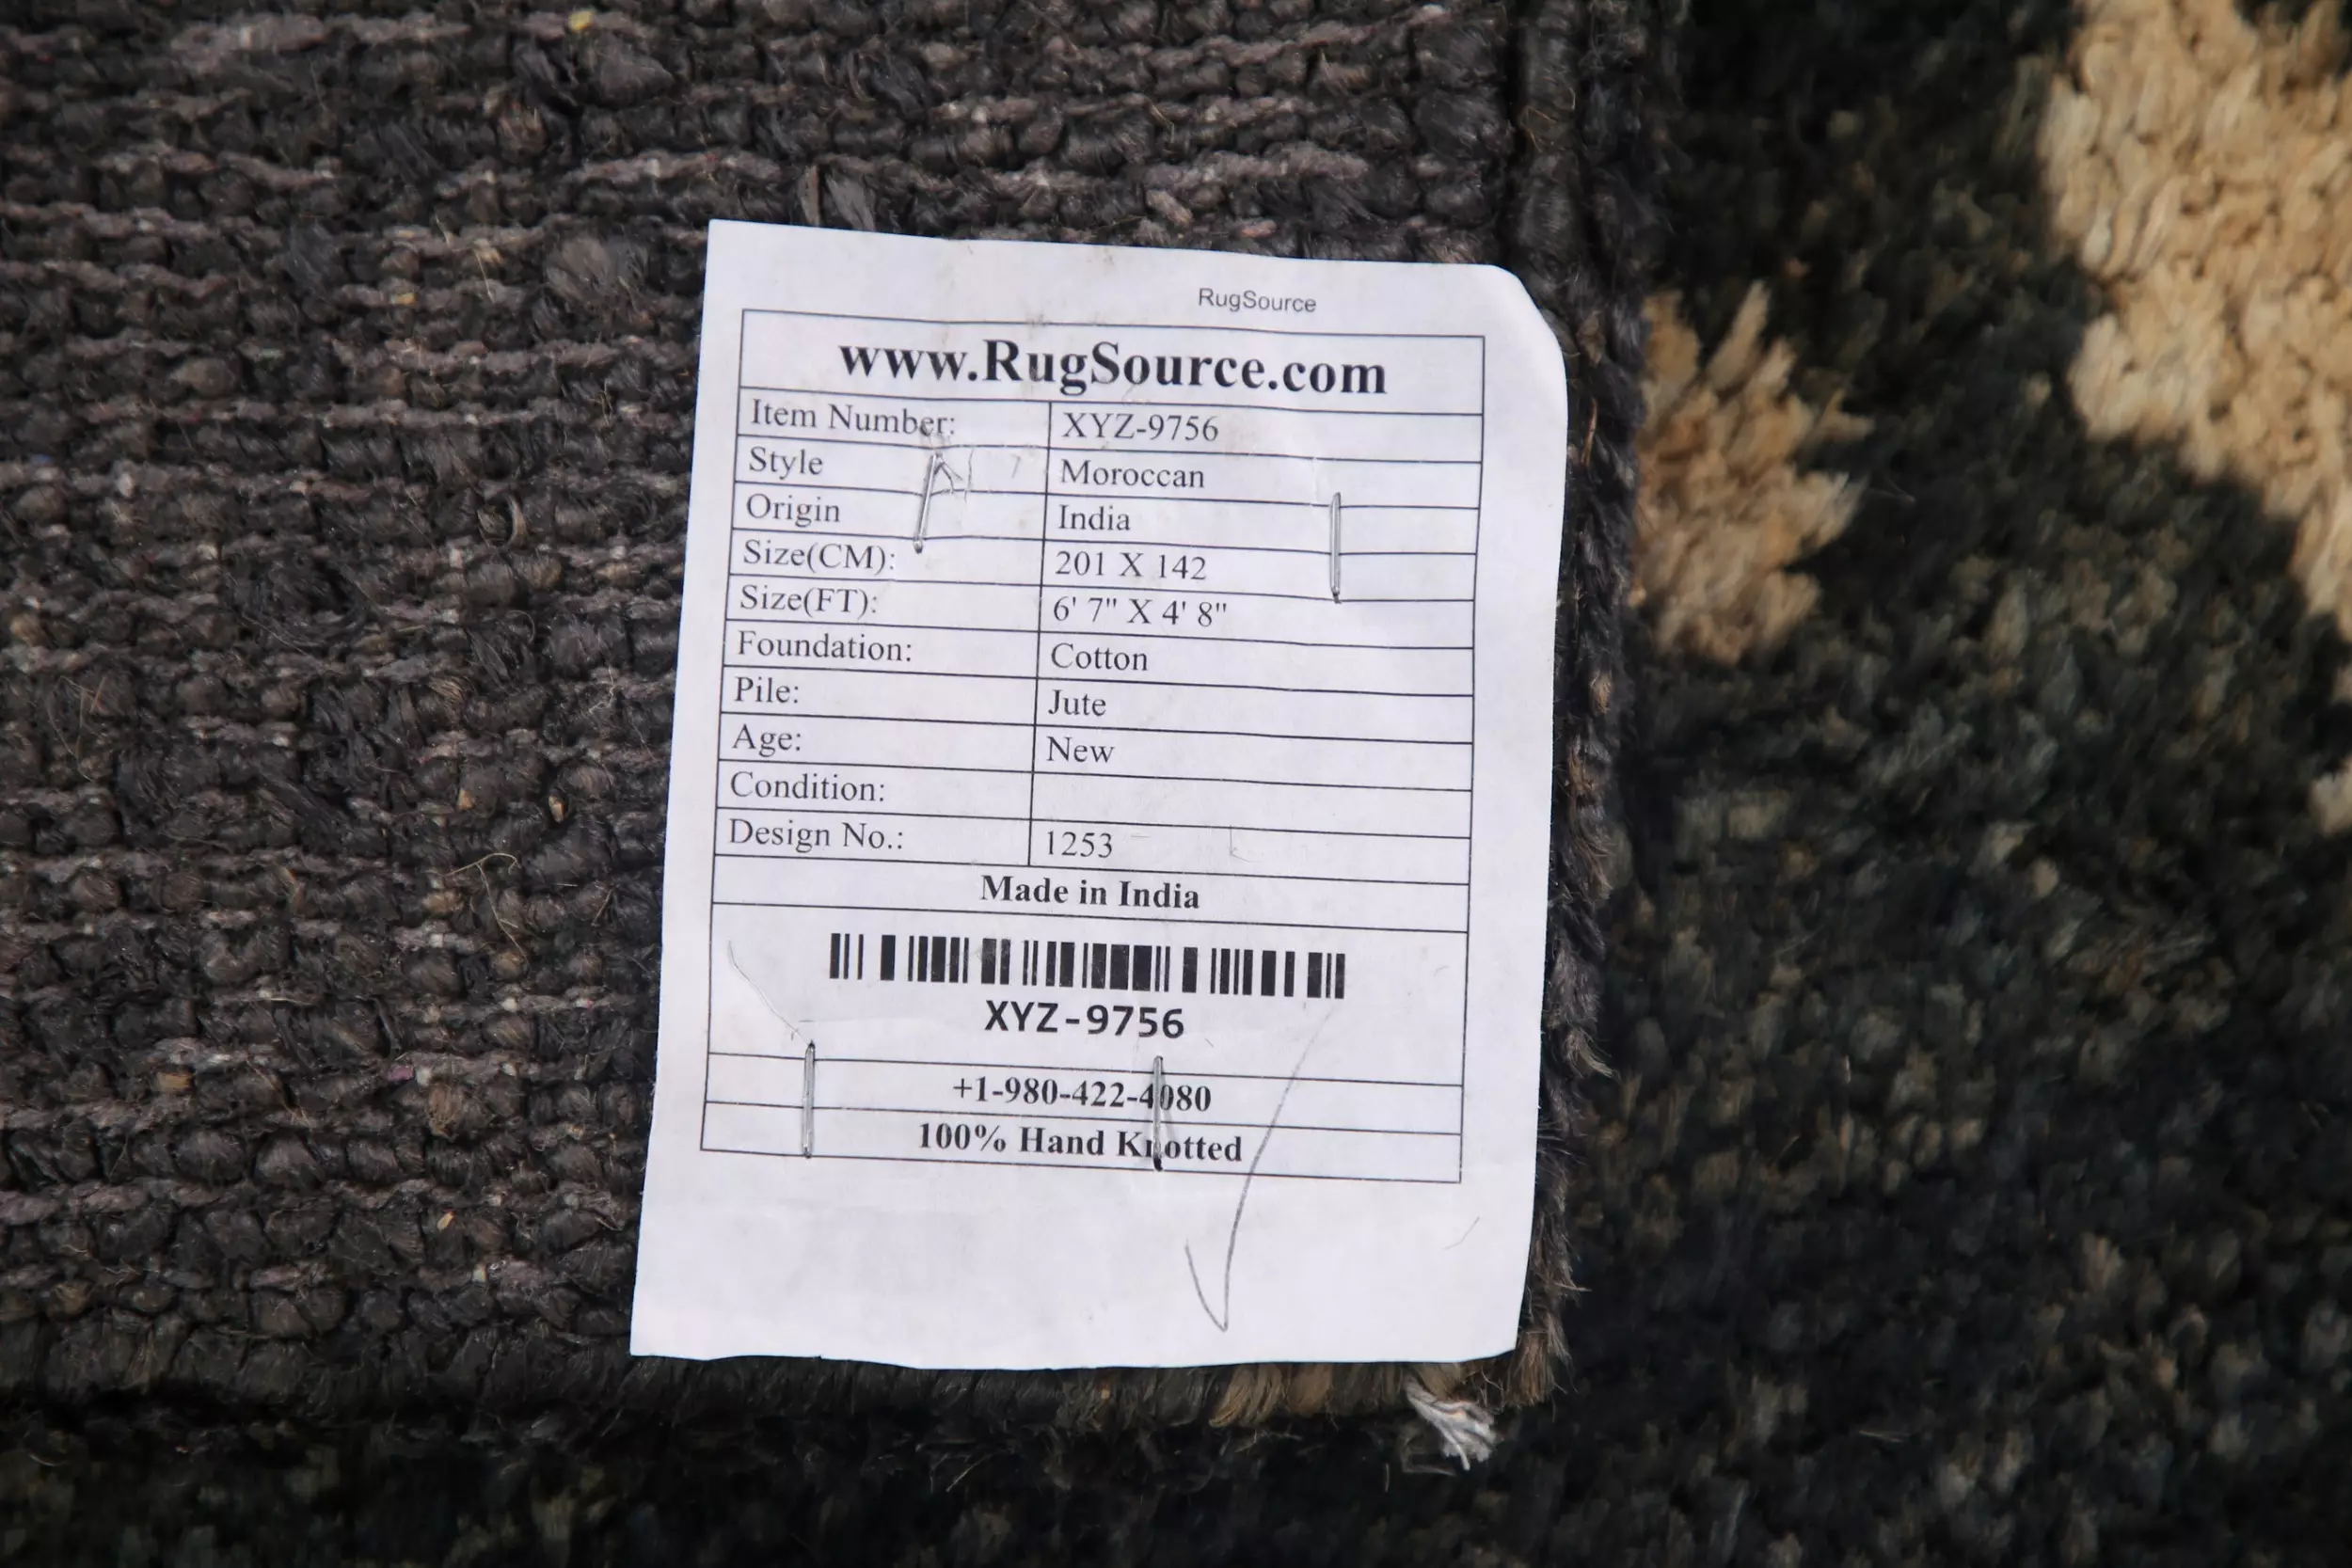 RugSource
www.RugSource.com
Item Number: XYZ-9756
Style Moroccan
Origin India
Size(CM): 201 X 142
Size(FT): 6' 7" X 4' 8"
Foundation: Cotton
Pile: Jute
Age: New
Condition:
Design No.: 1253
Made in India
XYZ-9756
+1-980-422-4080
100% Hand Knotted